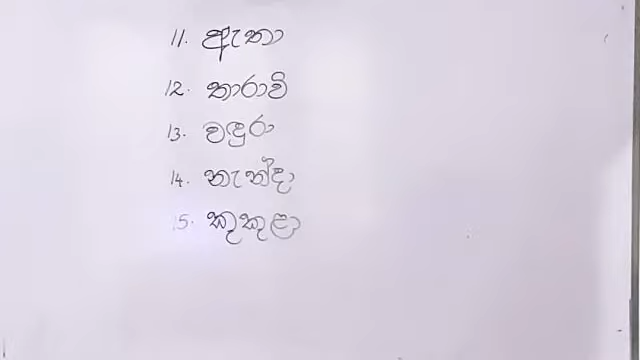 11. ඇතා
12. තාරාවි
13. වඳුරා
14. නැන්දා
15. කුකුළා